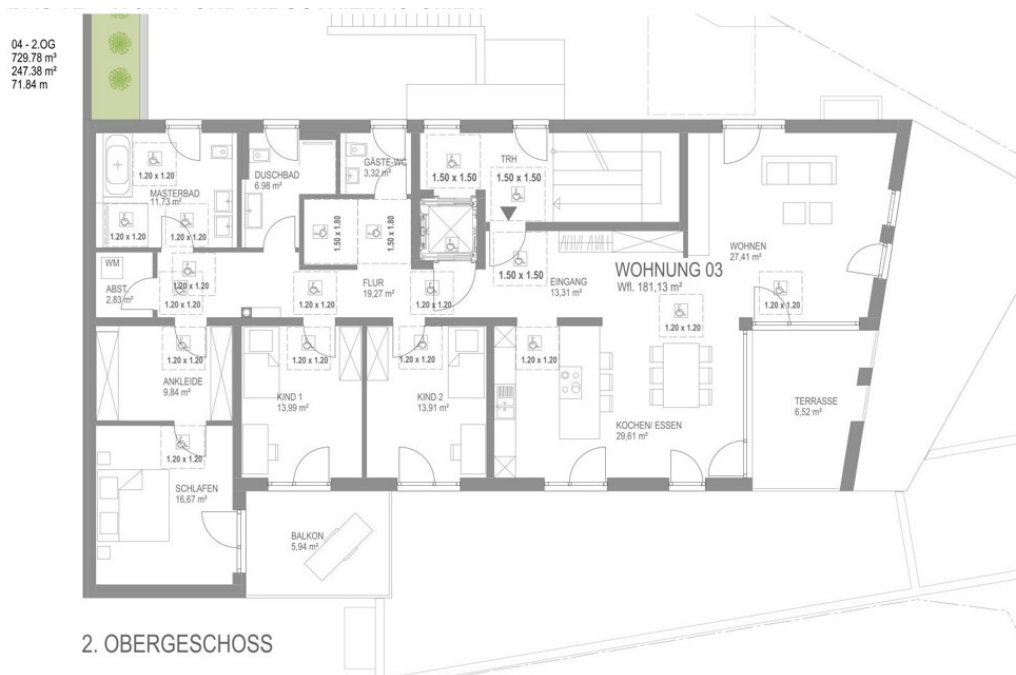 04 - 2.OG
729.78 m³
247.38 m²
71.84 m
1.20 x 1.20
MASTERBAD
11,73 m²
1.20 x 1.20
1.20 x 1.20
DUSCHBAD
6.98 m²
GÄSTE-WC
3,32 m²
1.50 x 1.80
1.50 x 1.80
1.50 x 1.50
TRH
1.50 x 1.50
WOHNEN
27,41 m²
WM
ABST.
2,83 m²
1.20 x 1.20
1.20 x 1.20
1.20 x 1.20
FLUR
19,27 m²
1.20 x 1.20
1.50 x 1.50
EINGANG
13,31 m²
WOHNUNG 03
Wfl. 181,13 m²
1.20 x 1.20
1.20 x 1.20
1.20 x 1.20
ANKLEIDE
9,84 m²
1.20 x 1.20
KIND 1
13,99 m²
1.20 x 1.20
KIND 2
13,91 m²
1.20 x 1.20
KOCHEN/ ESSEN
29,61 m²
TERRASSE
6,52 m²
1.20 x 1.20
SCHLAFEN
16,67 m²
BALKON
5,94 m²
2. OBERGESCHOSS